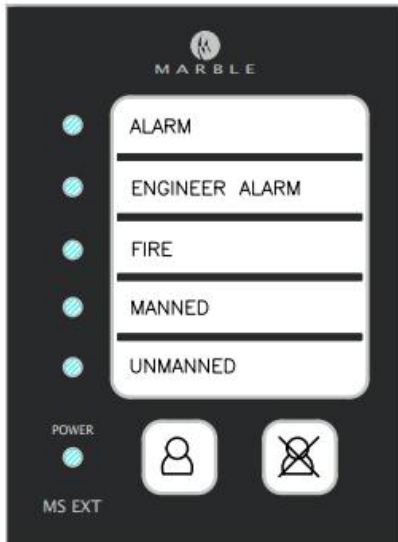 MARBLE
ALARM
ENGINEER ALARM
FIRE
MANNED
UNMANNED
POWER
MS EXT